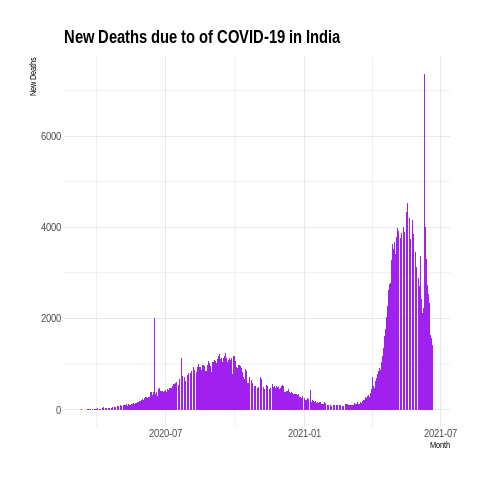 New Deaths due to of COVID-19 in India
New Deaths
6000
4000
2000
0
2020-07
2021-01
2021-07
Month